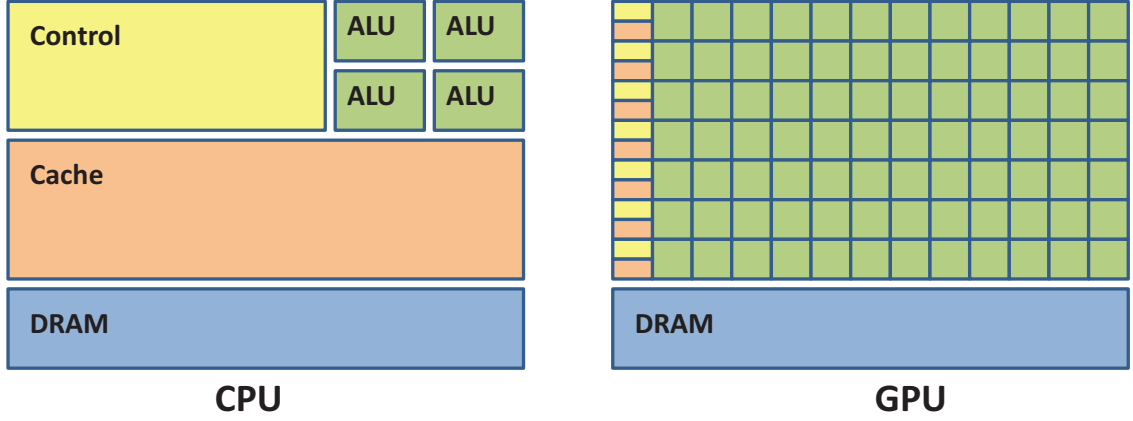 Control
ALU ALU
ALU ALU
Cache
DRAM
CPU
DRAM
GPU